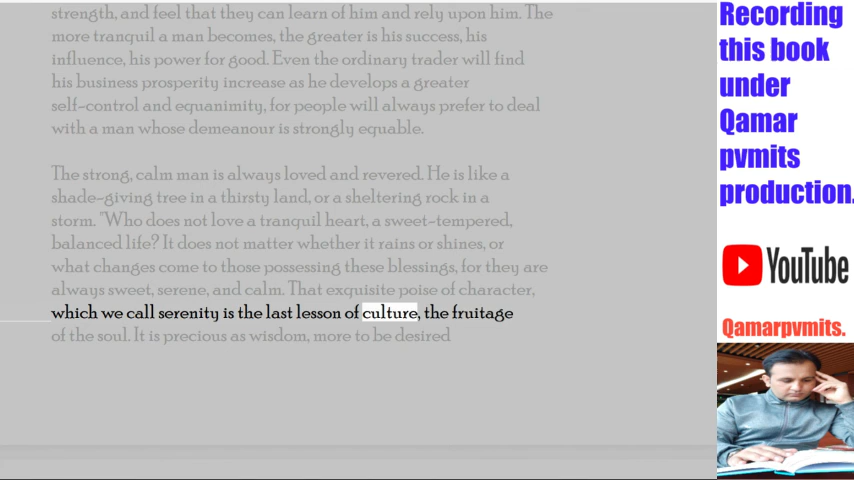 strength, and feel that they can learn of him and rely upon him. The
more tranquil a man becomes, the greater is his success, his
influence, his power for good. Even the ordinary trader will find
his business prosperity increase as he develops a greater
self-control and equanimity, for people will always prefer to deal
with a man whose demeanour is strongly equable.
The strong, calm man is always loved and revered. He is like a
shade-giving tree in a thirsty land, or a sheltering rock in a
storm. "Who does not love a tranquil heart, a sweet-tempered,
balanced life? It does not matter whether it rains or shines, or
what changes come to those possessing these blessings, for they are
always sweet, serene, and calm. That exquisite poise of character,
which we call serenity is the last lesson of culture, the fruitage
of the soul. It is precious as wisdom, more to be desired
Recording
this book
under
Qamar
pvmits
production.
YouTube
Qamarpvmits.